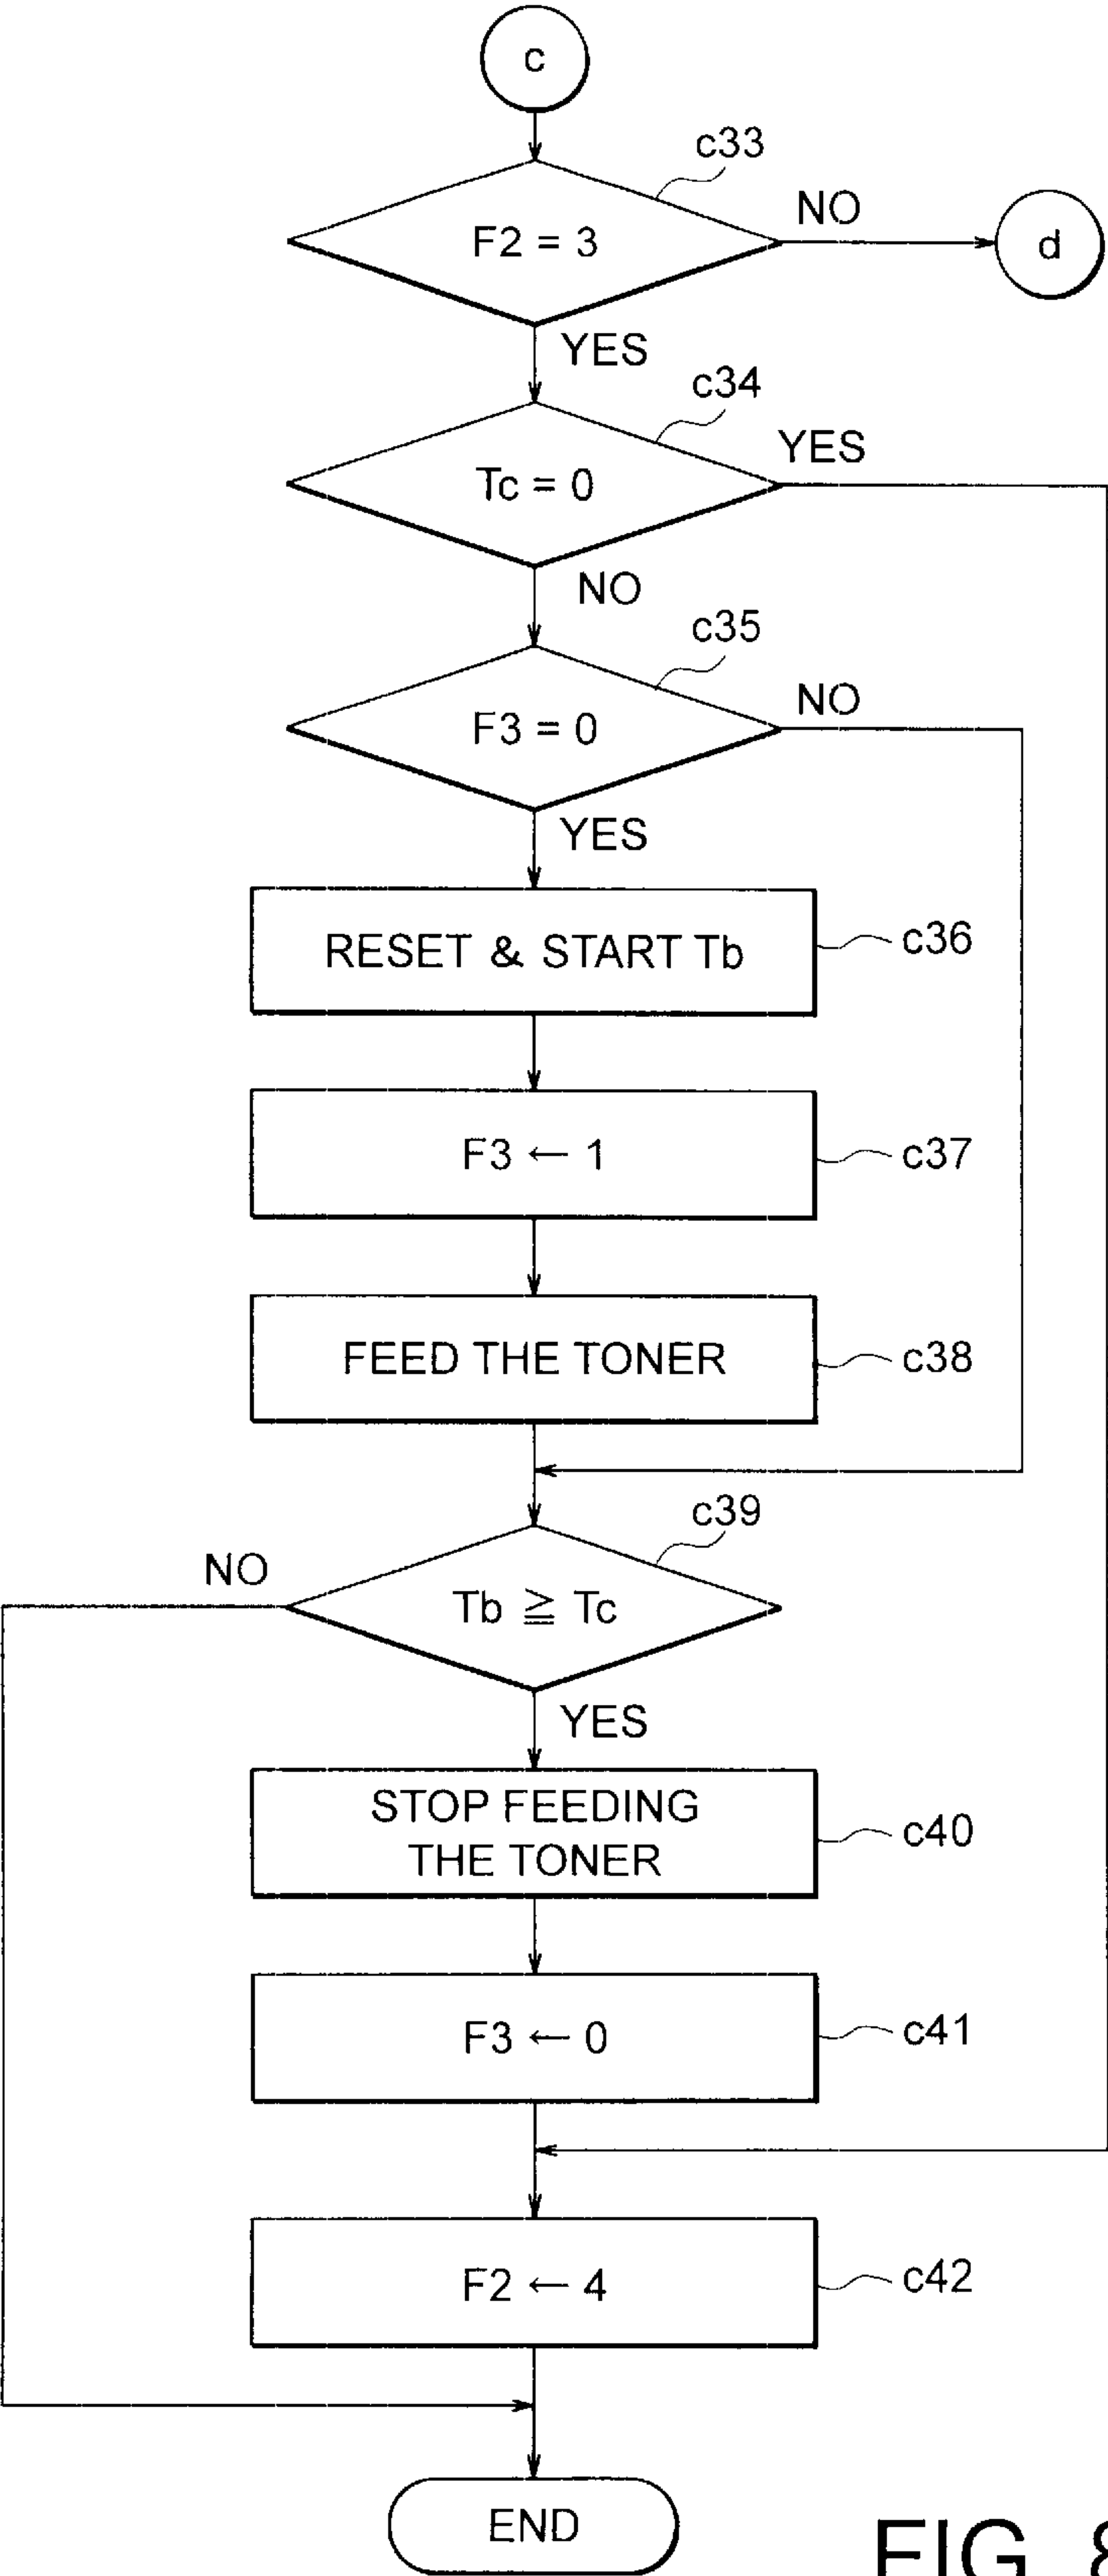 c
c33
F2 = 3
NO
d
YES
c34
Tc = 0
YES
NO
c35
F3 = 0
NO
YES
RESET & START Tb
c36
F3 ← 1
c37
FEED THE TONER
c38
c39
NO
Tb ≧ Tc
YES
STOP FEEDING
THE TONER
c40
F3 ← 0
c41
F2 ← 4
c42
END
FIG. 8